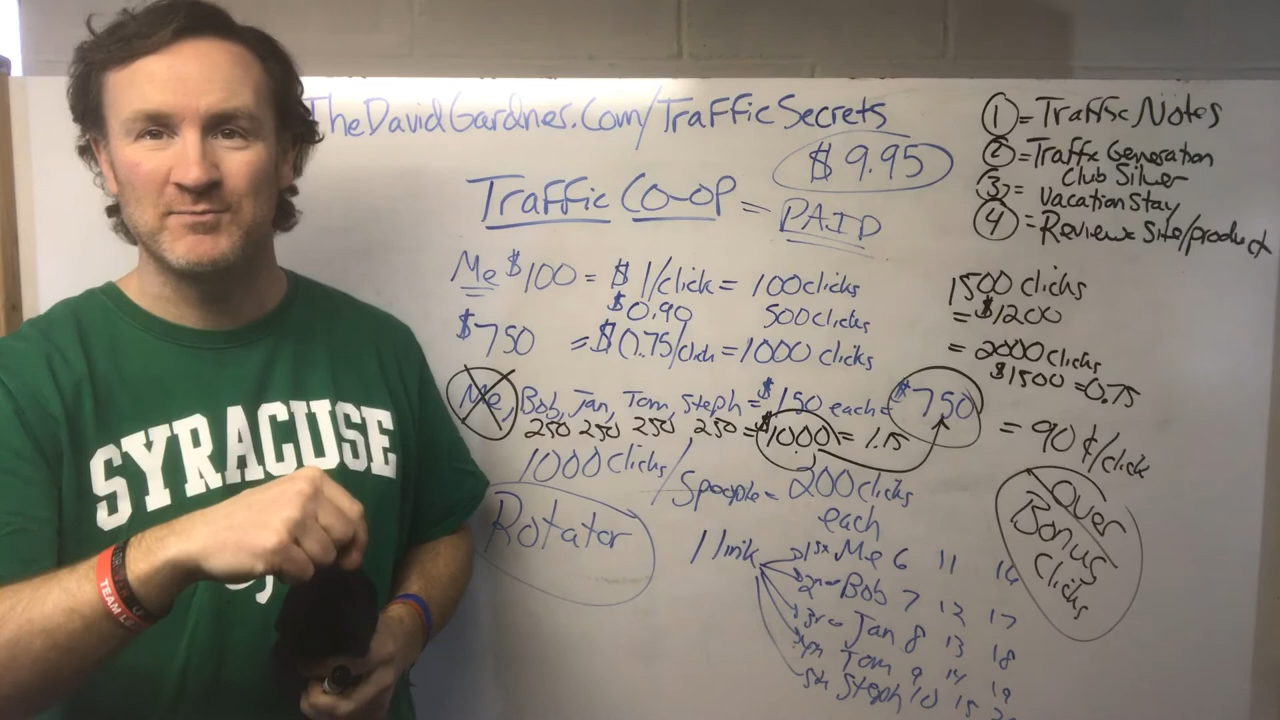 TheDavidGardner.Com/TrafficSecrets
$9.95
Traffic Co-op = PAID
Me $100 = $1/click = 100 clicks
$0.90 500 clicks
$750 = $0.75/click = 1000 clicks
Me, Bob, Jan, Tom, Steph = $150 each = $750
250 250 250 250 = $1000 = 1.15
1000 clicks/5 people = 200 clicks
each
Rotator
1 link
1st Me 6 11 16
2nd Bob 7 12 17
3rd Jan 8 13 18
4th Tom 9 14 19
5th Steph 10 15
① = Traffic Notes
② = Traffic Generation
Club Silver
③ = Vacation Stay
④ = Reviews Site/product
1500 clicks
= $1200
= 2000 clicks
$1500 = 0.75
= 90¢/click
Over
Bonus
Clicks
SYRACUSE
TEAM